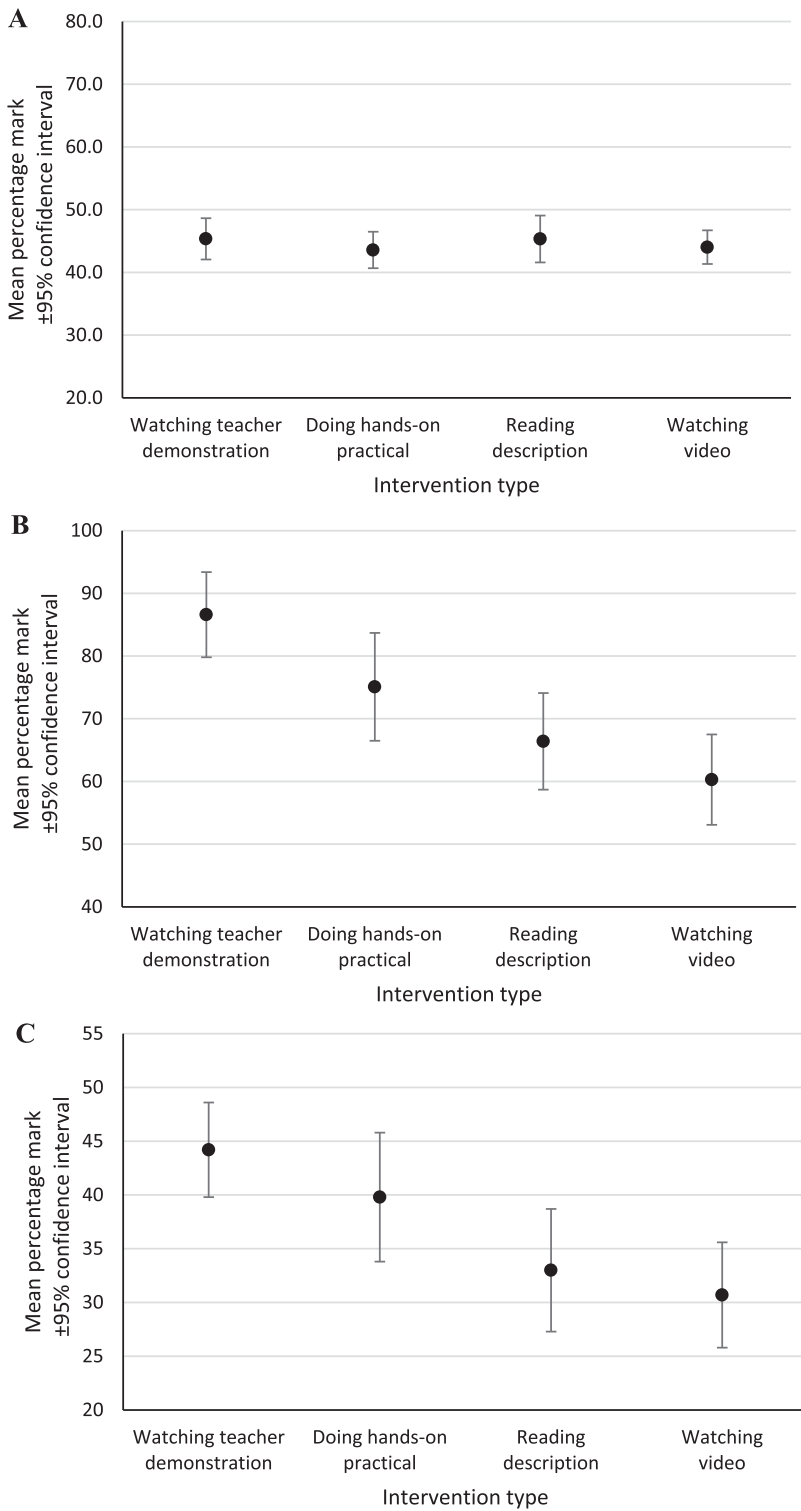 A
Mean percentage mark
±95% confidence interval
80.0
70.0
60.0
50.0
40.0
30.0
20.0
Watching teacher demonstration
Doing hands-on practical
Reading description
Watching video
Intervention type
B
Mean percentage mark
±95% confidence interval
100
90
80
70
60
50
40
Watching teacher demonstration
Doing hands-on practical
Reading description
Watching video
Intervention type
C
Mean percentage mark
±95% confidence interval
55
50
45
40
35
30
25
20
Watching teacher demonstration
Doing hands-on practical
Reading description
Watching video
Intervention type